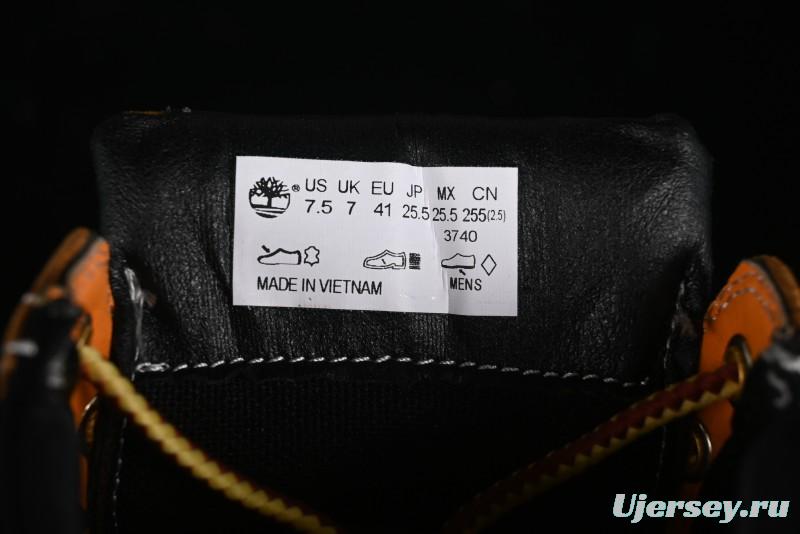 ® US UK EU JP MX CN
7.5 7 41 25.5 25.5 255(2.5)
3740
MADE IN VIETNAM MENS
Ujersey.ru